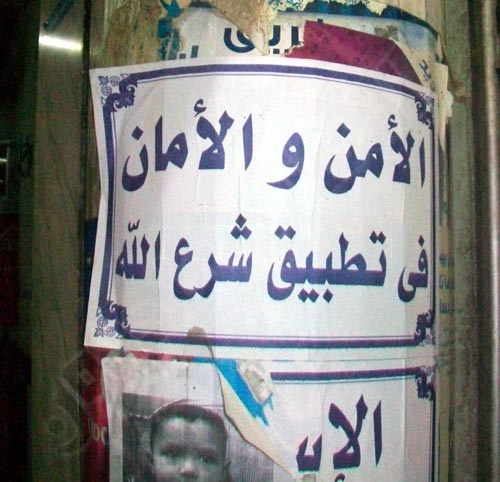 الأمن و الأمان
فى تطبيق شرع الله